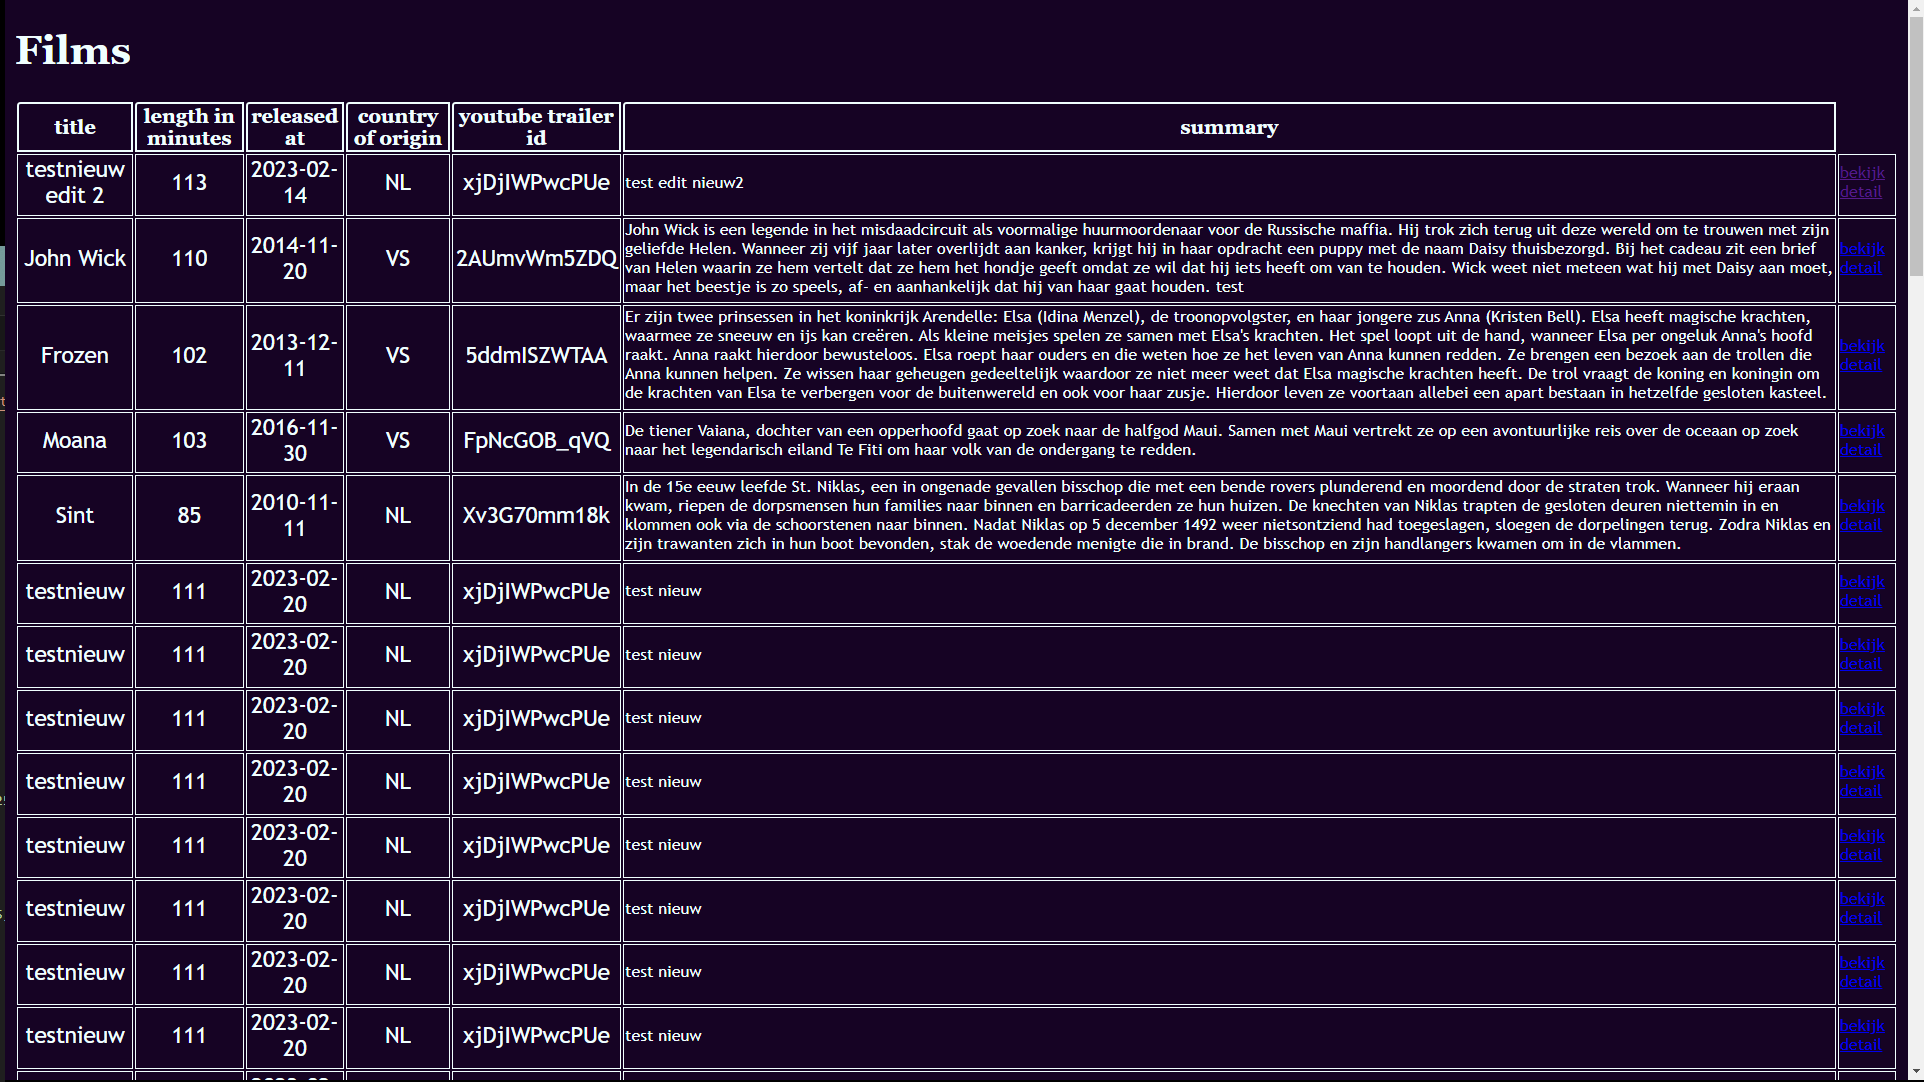 Films
title
length in
minutes
released
at
country
of origin
youtube trailer
id
summary
testnieuw
edit 2
113
2023-02-
14
NL
xjDjIWPwcPUe
test edit nieuw2
bekijk
detail
John Wick
110
2014-11-
20
VS
2AUmvWm5ZDQ
John Wick is een legende in het misdaadcircuit als voormalige huurmoordenaar voor de Russische maffia. Hij trok zich terug uit deze wereld om te trouwen met zijn
geliefde Helen. Wanneer zij vijf jaar later overlijdt aan kanker, krijgt hij in haar opdracht een puppy met de naam Daisy thuisbezorgd. Bij het cadeau zit een brief
van Helen waarin ze hem vertelt dat ze hem het hondje geeft omdat ze wil dat hij iets heeft om van te houden. Wick weet niet meteen wat hij met Daisy aan moet,
maar het beestje is zo speels, af- en aanhankelijk dat hij van haar gaat houden. test
bekijk
detail
Frozen
102
2013-12-
11
VS
5ddmISZWTAA
Er zijn twee prinsessen in het koninkrijk Arendelle: Elsa (Idina Menzel), de troonopvolgster, en haar jongere zus Anna (Kristen Bell). Elsa heeft magische krachten,
waarmee ze sneeuw en ijs kan creëren. Als kleine meisjes spelen ze samen met Elsa's krachten. Het spel loopt uit de hand, wanneer Elsa per ongeluk Anna's hoofd
raakt. Anna raakt hierdoor bewusteloos. Elsa roept haar ouders en die weten hoe ze het leven van Anna kunnen redden. Ze brengen een bezoek aan de trollen die
Anna kunnen helpen. Ze wissen haar geheugen gedeeltelijk waardoor ze niet meer weet dat Elsa magische krachten heeft. De trol vraagt de koning en koningin om
de krachten van Elsa te verbergen voor de buitenwereld en ook voor haar zusje. Hierdoor leven ze voortaan allebei een apart bestaan in hetzelfde gesloten kasteel.
bekijk
detail
Moana
103
2016-11-
30
VS
FpNcGOB_qVQ
De tiener Vaiana, dochter van een opperhoofd gaat op zoek naar de halfgod Maui. Samen met Maui vertrekt ze op een avontuurlijke reis over de oceaan op zoek
naar het legendarisch eiland Te Fiti om haar volk van de ondergang te redden.
bekijk
detail
Sint
85
2010-11-
11
NL
Xv3G70mm18k
In de 15e eeuw leefde St. Niklas, een in ongenade gevallen bisschop die met een bende rovers plunderend en moordend door de straten trok. Wanneer hij eraan
kwam, riepen de dorpsmensen hun families naar binnen en barricadeerden ze hun huizen. De knechten van Niklas trapten de gesloten deuren niettemin in en
klommen ook via de schoorstenen naar binnen. Nadat Niklas op 5 december 1492 weer nietsontziend had toegeslagen, sloegen de dorpelingen terug. Zodra Niklas en
zijn trawanten zich in hun boot bevonden, stak de woedende menigte die in brand. De bisschop en zijn handlangers kwamen om in de vlammen.
bekijk
detail
testnieuw
111
2023-02-
20
NL
xjDjIWPwcPUe
test nieuw
bekijk
detail
testnieuw
111
2023-02-
20
NL
xjDjIWPwcPUe
test nieuw
bekijk
detail
testnieuw
111
2023-02-
20
NL
xjDjIWPwcPUe
test nieuw
bekijk
detail
testnieuw
111
2023-02-
20
NL
xjDjIWPwcPUe
test nieuw
bekijk
detail
testnieuw
111
2023-02-
20
NL
xjDjIWPwcPUe
test nieuw
bekijk
detail
testnieuw
111
2023-02-
20
NL
xjDjIWPwcPUe
test nieuw
bekijk
detail
testnieuw
111
2023-02-
20
NL
xjDjIWPwcPUe
test nieuw
bekijk
detail
testnieuw
111
2023-02-
20
NL
xjDjIWPwcPUe
test nieuw
bekijk
detail